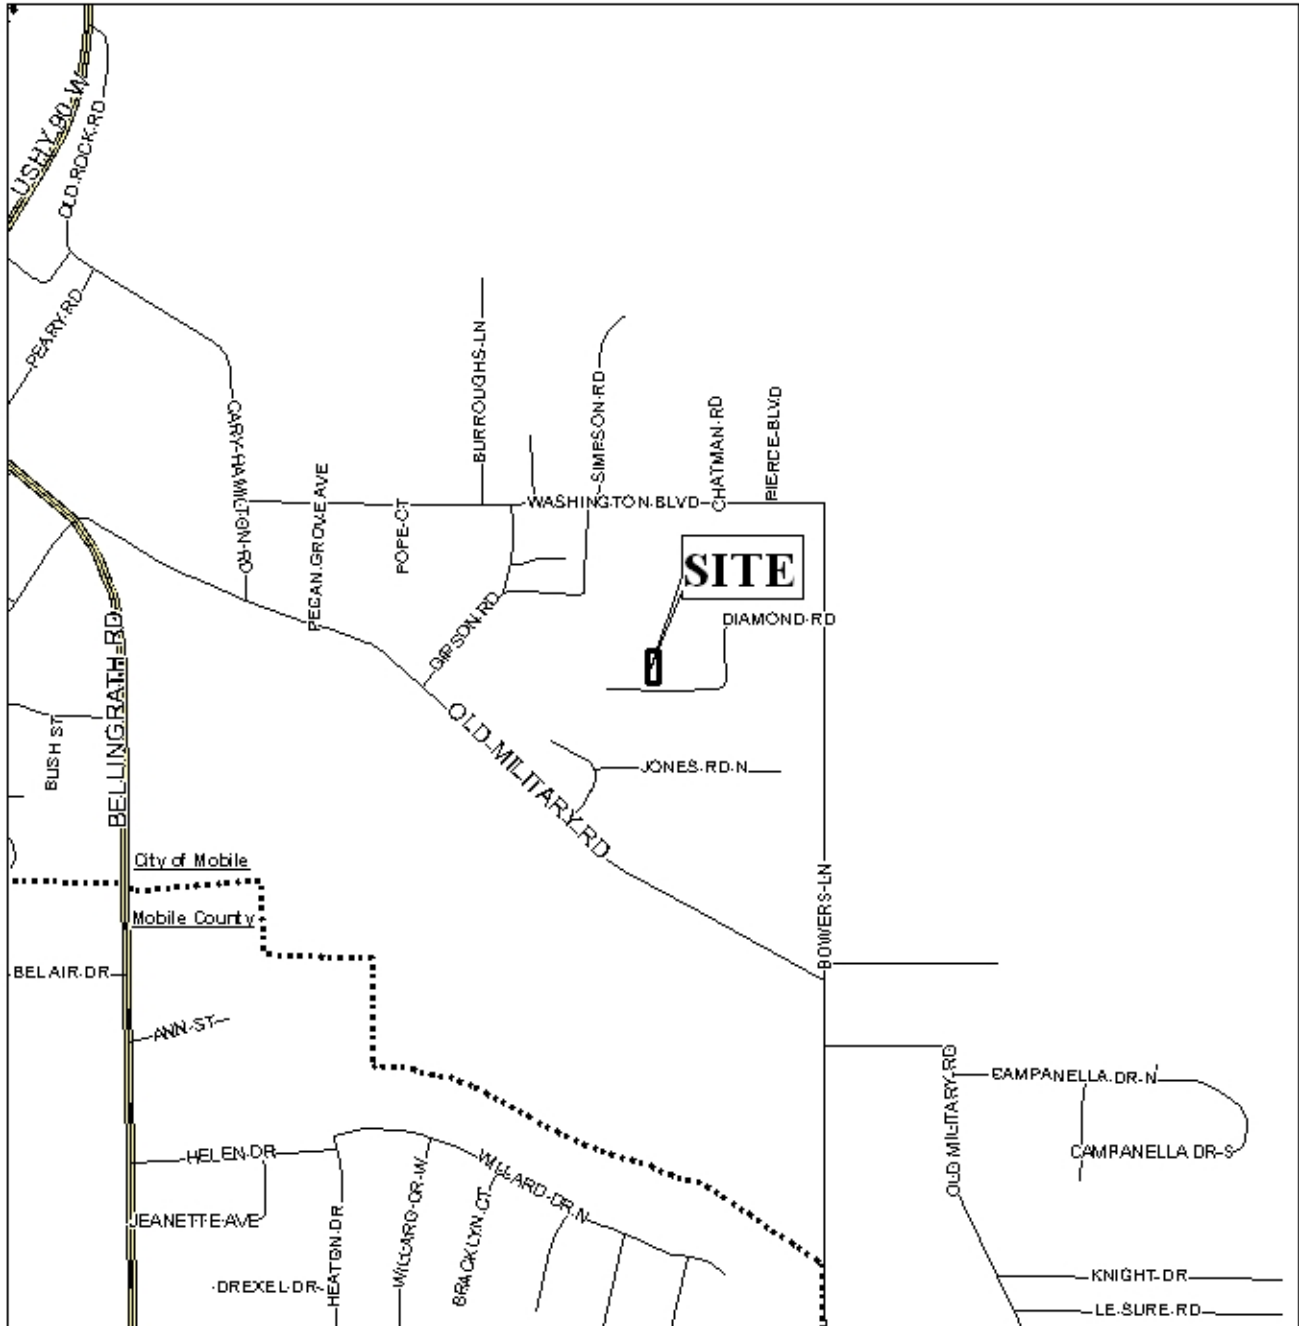 USHY 90 W
OLD ROCK RD
PEARY RD
CARY HAMILTON RD
BURROUGHS LN
SIMPSON RD
CHATMAN RD
PIERCE BLVD
PECAN GROVE AVE
POPE CT
WASHINGTON BLVD
SITE
DIAMOND RD
GIPSON RD
BELLINGRATH RD
BUSH ST
OLD MILITARY RD
JONES RD N
City of Mobile
Mobile County
BOWERS LN
BEL AIR DR
ANN ST
OLD MILITARY RD
CAMPANELLA DR N
CAMPANELLA DR S
HELEN DR
WILLARD DR N
JEANETTE AVE
HEATON DR
WILLARD DR W
BRACKLYN CT
DREXEL DR
KNIGHT DR
LE SURE RD